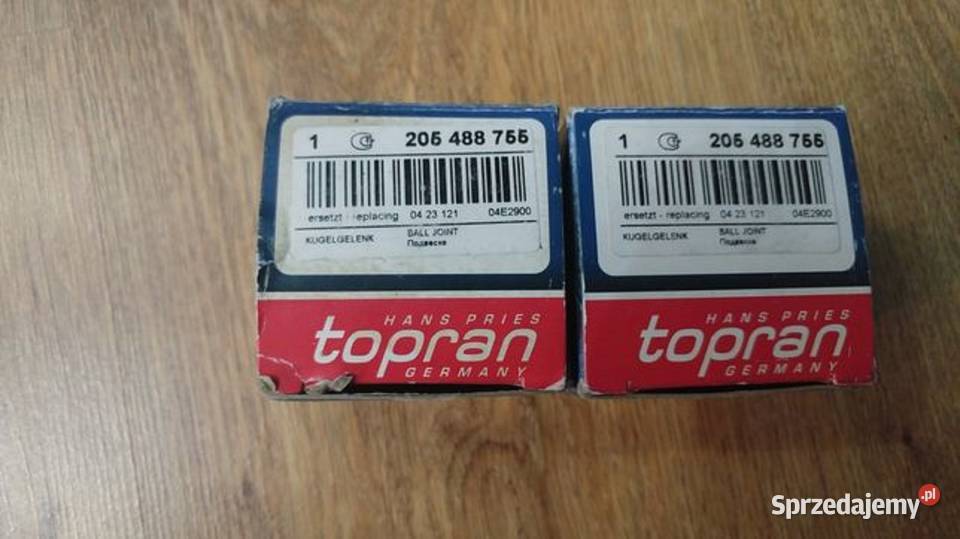 1 205 488 755
ersetzt - replacing 04 23 121 04E2900
KUGELGELENK BALL JOINT
Подвеска
HANS PRIES
topran
GERMANY
1 205 488 755
ersetzt - replacing 04 23 121 04E2900
KUGELGELENK BALL JOINT
Подвеска
HANS PRIES
topran
GERMANY
Sprzedajemy.pl